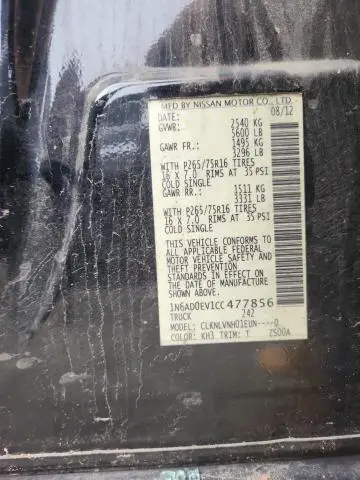 MFD BY NISSAN MOTOR CO., LTD.
DATE: 08/12
GVWR: 2540 KG
5600 LB
GAWR FR.: 1495 KG
3296 LB
WITH P265/75R16 TIRES
16 X 7.0 RIMS AT 35 PSI
COLD SINGLE
GAWR RR.: 1511 KG
3331 LB
WITH P265/75R16 TIRES
16 X 7.0 RIMS AT 35 PSI
COLD SINGLE
THIS VEHICLE CONFORMS TO
ALL APPLICABLE FEDERAL
MOTOR VEHICLE SAFETY AND
THEFT PREVENTION
STANDARDS IN EFFECT ON
THE DATE OF MANUFACTURE
SHOWN ABOVE.
1N6AD0EV1CC477856
TRUCK 242
MODEL: CLKNLVNH01EUN----D
COLOR: KH3 TRIM: T 2500A